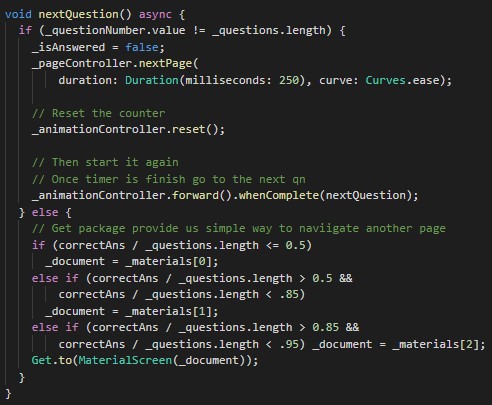 void nextQuestion() async {
  if (_questionNumber.value != _questions.length) {
    _isAnswered = false;
    _pageController.nextPage(
        duration: Duration(milliseconds: 250), curve: Curves.ease);
    // Reset the counter
    _animationController.reset();
    // Then start it again
    // Once timer is finish go to the next qn
    _animationController.forward().whenComplete(nextQuestion);
  } else {
    // Get package provide us simple way to naviigate another page
    if (correctAns / _questions.length <= 0.5)
      _document = _materials[0];
    else if (correctAns / _questions.length > 0.5 &&
        correctAns / _questions.length < .85)
      _document = _materials[1];
    else if (correctAns / _questions.length > 0.85 &&
        correctAns / _questions.length < .95) _document = _materials[2];
    Get.to(MaterialScreen(_document));
  }
}